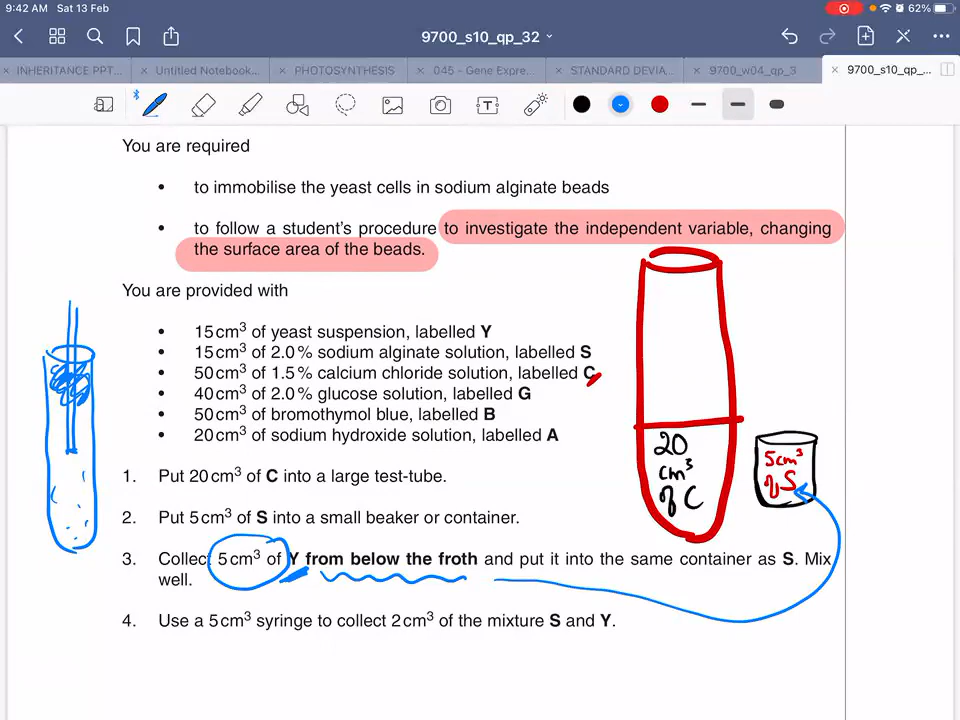 9:42 AM Sat 13 Feb
62%
9700_s10_qp_32
INHERITANCE PPT...
Untitled Notebook...
PHOTOSYNTHESIS
045 - Gene Expre...
STANDARD DEVIA...
9700_w04_qp_3
9700_s10_qp_...
You are required
• to immobilise the yeast cells in sodium alginate beads
• to follow a student's procedure to investigate the independent variable, changing
the surface area of the beads.
You are provided with
• 15 cm³ of yeast suspension, labelled Y
• 15 cm³ of 2.0 % sodium alginate solution, labelled S
• 50 cm³ of 1.5 % calcium chloride solution, labelled C
• 40 cm³ of 2.0 % glucose solution, labelled G
• 50 cm³ of bromothymol blue, labelled B
• 20 cm³ of sodium hydroxide solution, labelled A
20
cm³
of C
5cm³
of S
1. Put 20 cm³ of C into a large test-tube.
2. Put 5 cm³ of S into a small beaker or container.
3. Collect 5 cm³ of Y from below the froth and put it into the same container as S. Mix
well.
4. Use a 5 cm³ syringe to collect 2 cm³ of the mixture S and Y.